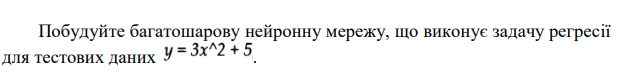 Побудуйте багатошарову нейронну мережу, що виконує задачу регресії
для тестових даних y = 3x^2 + 5.